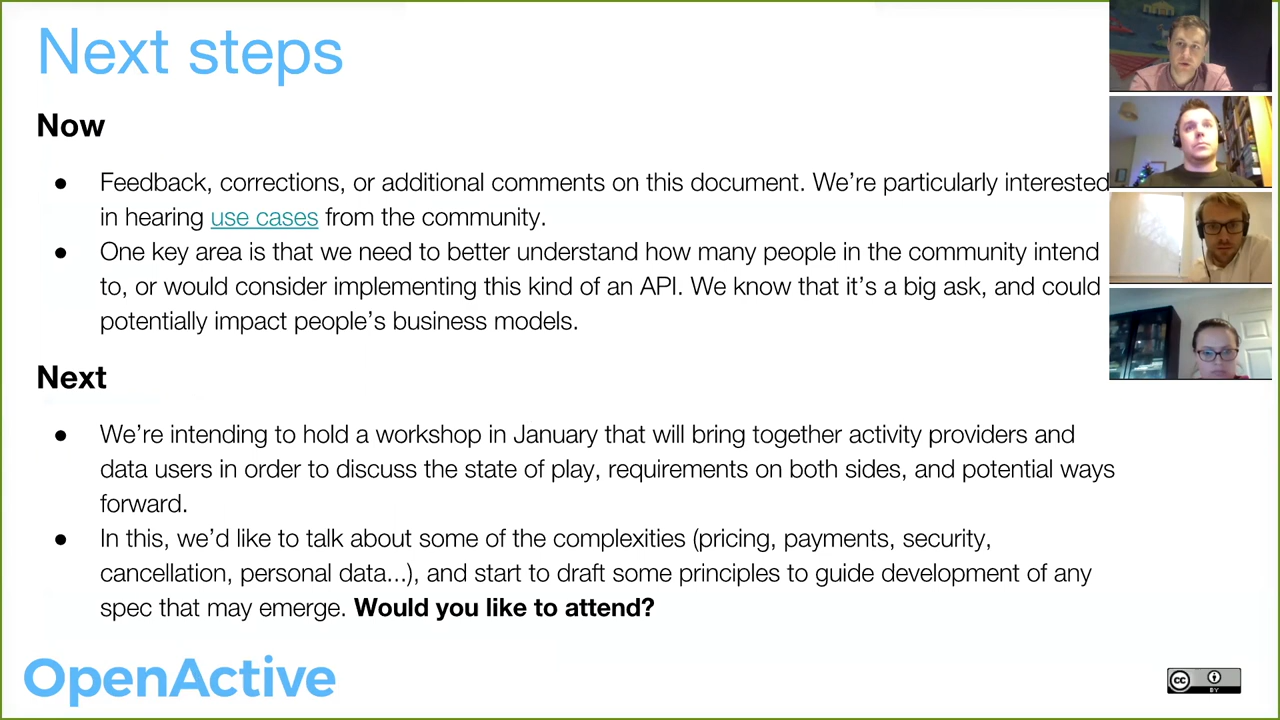 Next steps
Now
● Feedback, corrections, or additional comments on this document. We’re particularly interested
in hearing use cases from the community.
● One key area is that we need to better understand how many people in the community intend
to, or would consider implementing this kind of an API. We know that it’s a big ask, and could
potentially impact people’s business models.
Next
● We’re intending to hold a workshop in January that will bring together activity providers and
data users in order to discuss the state of play, requirements on both sides, and potential ways
forward.
● In this, we’d like to talk about some of the complexities (pricing, payments, security,
cancellation, personal data...), and start to draft some principles to guide development of any
spec that may emerge. Would you like to attend?
OpenActive
cc
BY